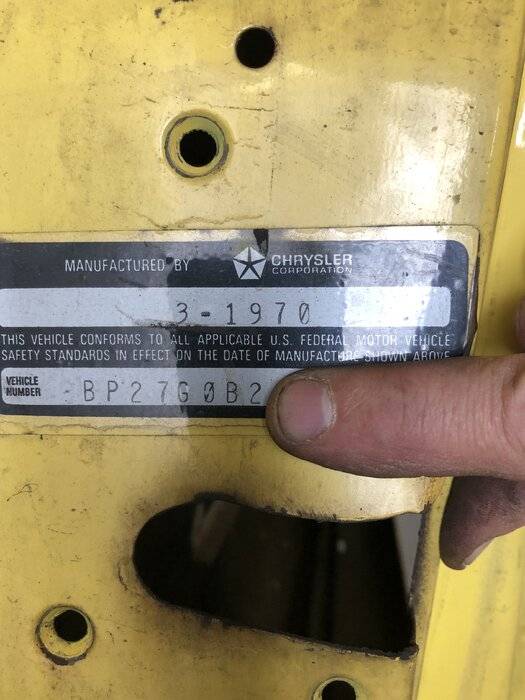 MANUFACTURED BY CHRYSLER CORPORATION
3-1970
THIS VEHICLE CONFORMS TO ALL APPLICABLE U.S. FEDERAL MOTOR VEHICLE
SAFETY STANDARDS IN EFFECT ON THE DATE OF MANUFACTURE SHOWN ABOVE
VEHICLE NUMBER BP27G0B2